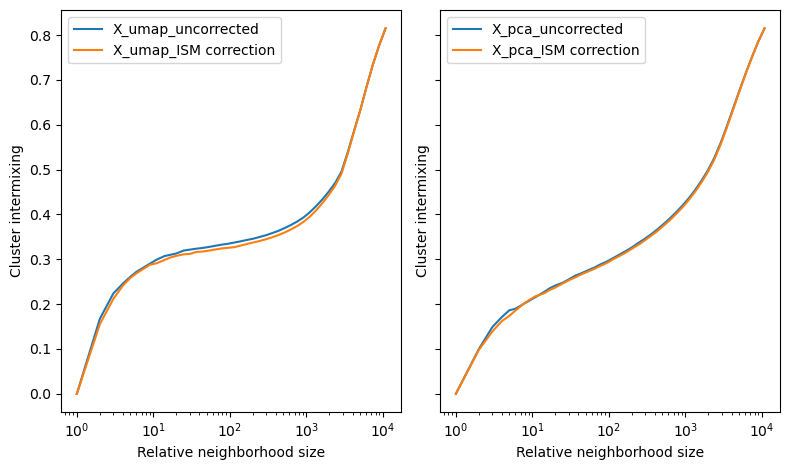 X_umap_uncorrected
X_umap_ISM correction
0.0
0.1
0.2
0.3
0.4
0.5
0.6
0.7
0.8
Cluster intermixing
10⁰
10¹
10²
10³
10⁴
Relative neighborhood size
X_pca_uncorrected
X_pca_ISM correction
Cluster intermixing
10⁰
10¹
10²
10³
10⁴
Relative neighborhood size